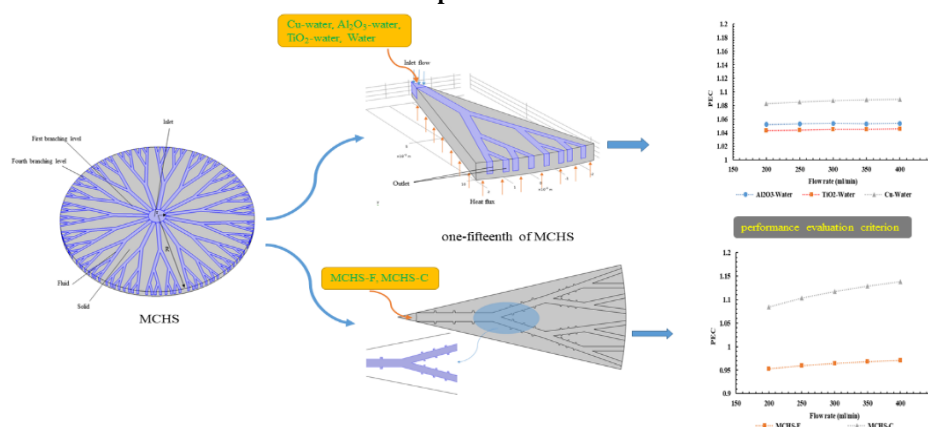 Cu-water, Al2O3-water,
TiO2-water, Water
Inlet flow
Inlet
First branching level
Fourth branching level
Fluid
Solid
MCHS
Outlet
Heat flux
one-fifteenth of MCHS
MCHS-F, MCHS-C
PEC
1.2
1.18
1.16
1.14
1.12
1.1
1.08
1.06
1.04
1.02
1
150 200 250 300 350 400 450
Flow rate (ml/min)
Al2O3-Water TiO2-Water Cu-Water
performance evaluation criterion
PEC
1.2
1.15
1.1
1.05
1
0.95
0.9
150 200 250 300 350 400 450
Flow rate (ml/min)
MCHS-F MCHS-C